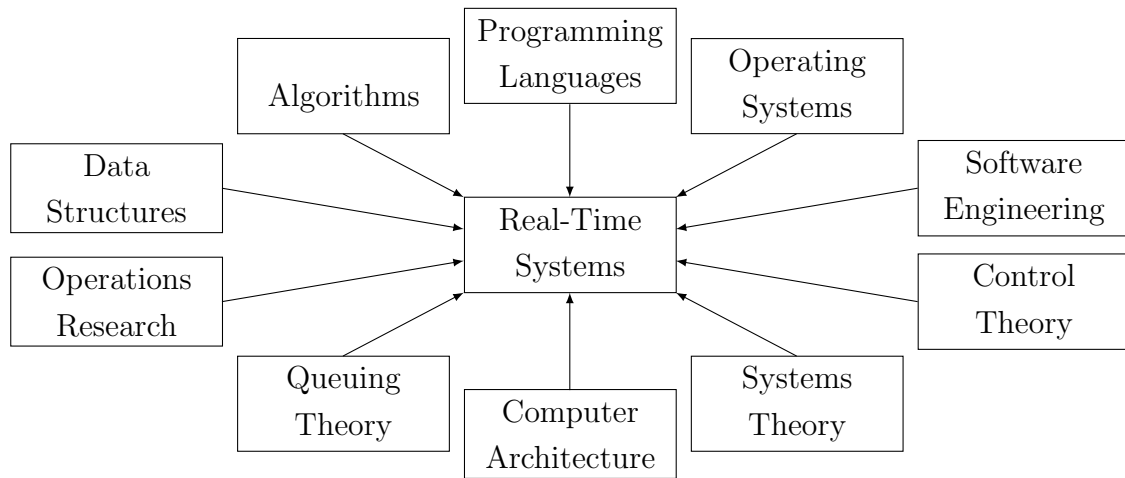 Programming
Languages
Algorithms
Operating
Systems
Data
Structures
Software
Engineering
Real-Time
Systems
Operations
Research
Control
Theory
Queuing
Theory
Systems
Theory
Computer
Architecture